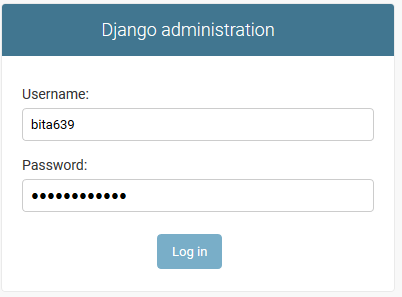 Django administration
Username:
bita639
Password:
••••••••••••
Log in